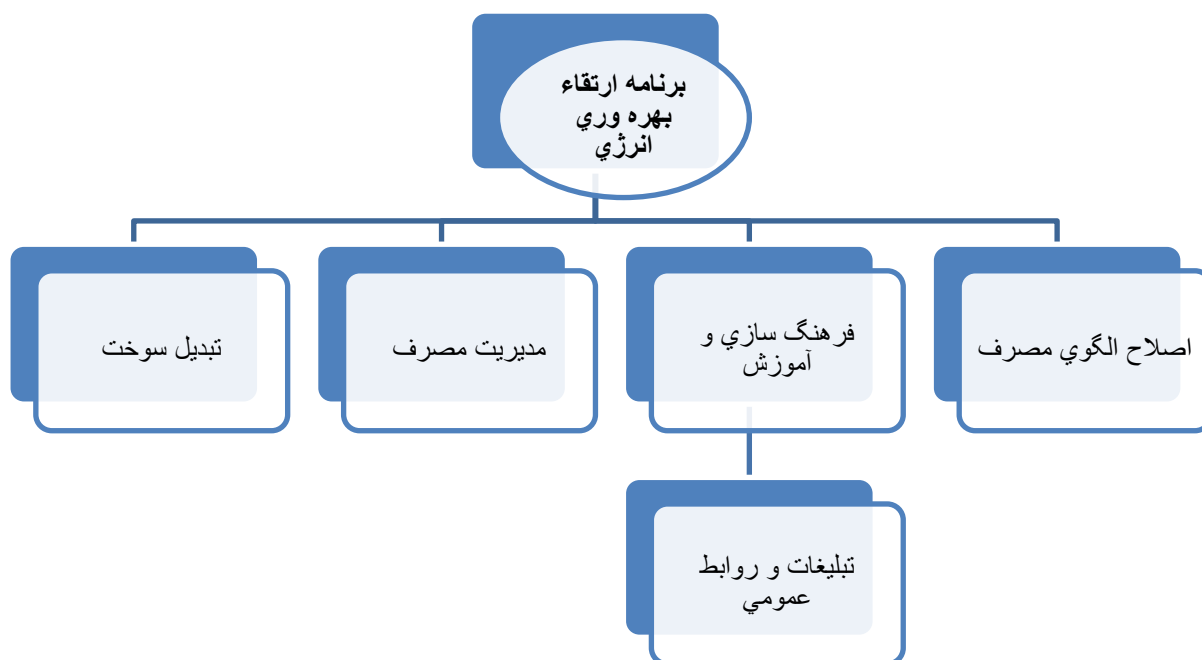 برنامه ارتقاء
بهره وري
انرژي
اصلاح الگوي مصرف
فرهنگ سازي و
آموزش
مديريت مصرف
تبديل سوخت
تبليغات و روابط
عمومي